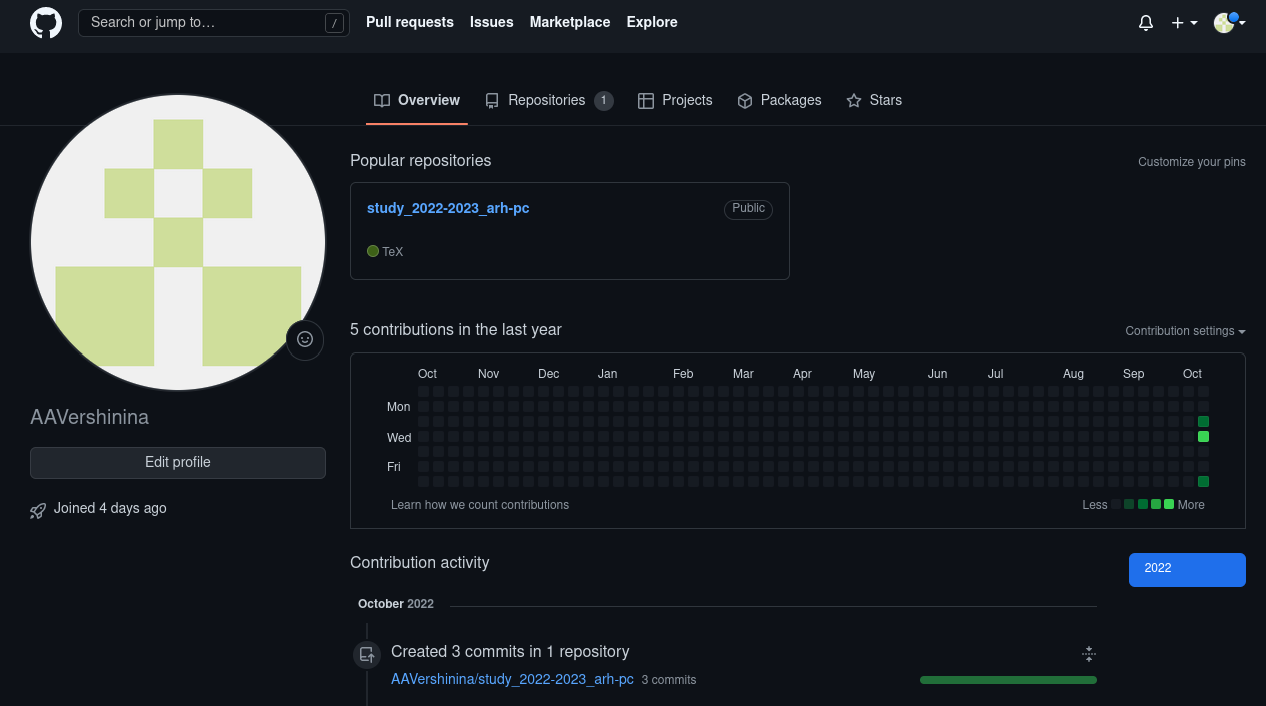 Search or jump to… / Pull requests Issues Marketplace Explore
Overview Repositories 1 Projects Packages Stars
Popular repositories Customize your pins
study_2022-2023_arh-pc Public
TeX
5 contributions in the last year Contribution settings
Oct Nov Dec Jan Feb Mar Apr May Jun Jul Aug Sep Oct
Mon
Wed
Fri
Learn how we count contributions Less More
AAVershinina
Edit profile
Joined 4 days ago
Contribution activity 2022
October 2022
Created 3 commits in 1 repository
AAVershinina/study_2022-2023_arh-pc 3 commits